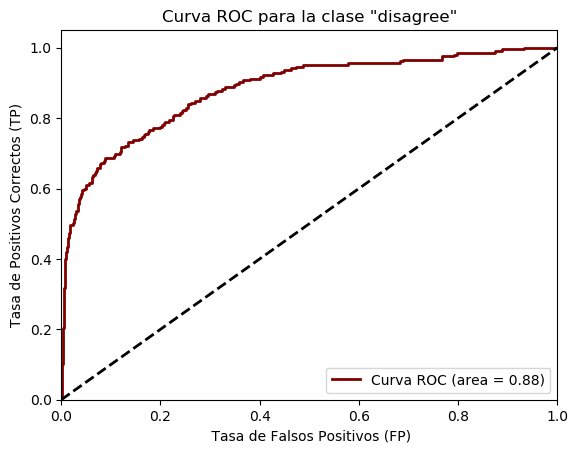 Curva ROC para la clase "disagree"
Tasa de Positivos Correctos (TP)
1.0
0.8
0.6
0.4
0.2
0.0
Curva ROC (area = 0.88)
0.0 0.2 0.4 0.6 0.8 1.0
Tasa de Falsos Positivos (FP)